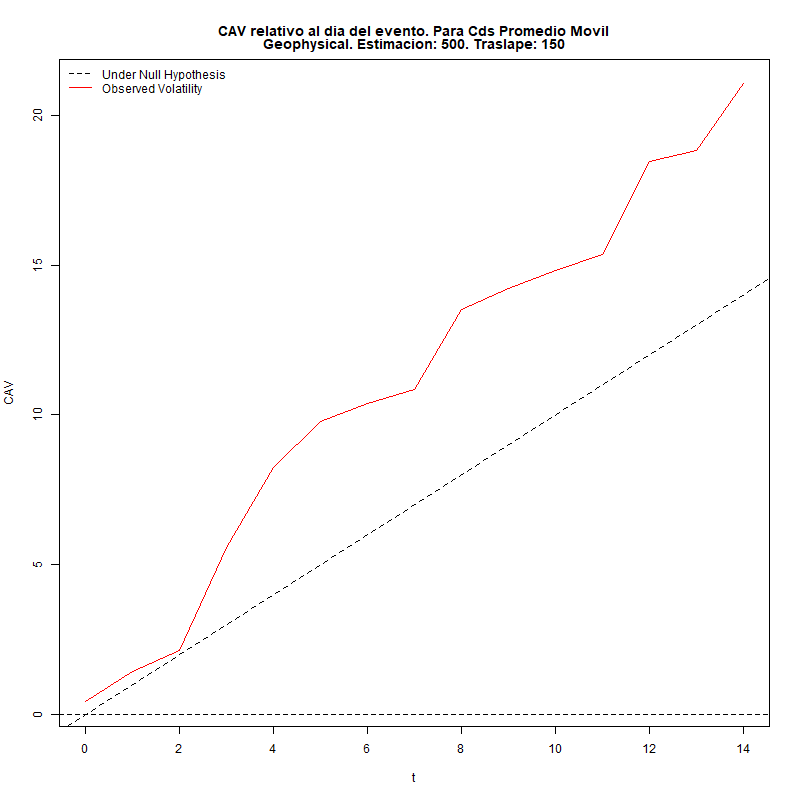 CAV relativo al dia del evento. Para Cds Promedio Movil
Geophysical. Estimacion: 500. Traslape: 150
Under Null Hypothesis
Observed Volatility
20
15
10
5
0
CAV
0 2 4 6 8 10 12 14
t